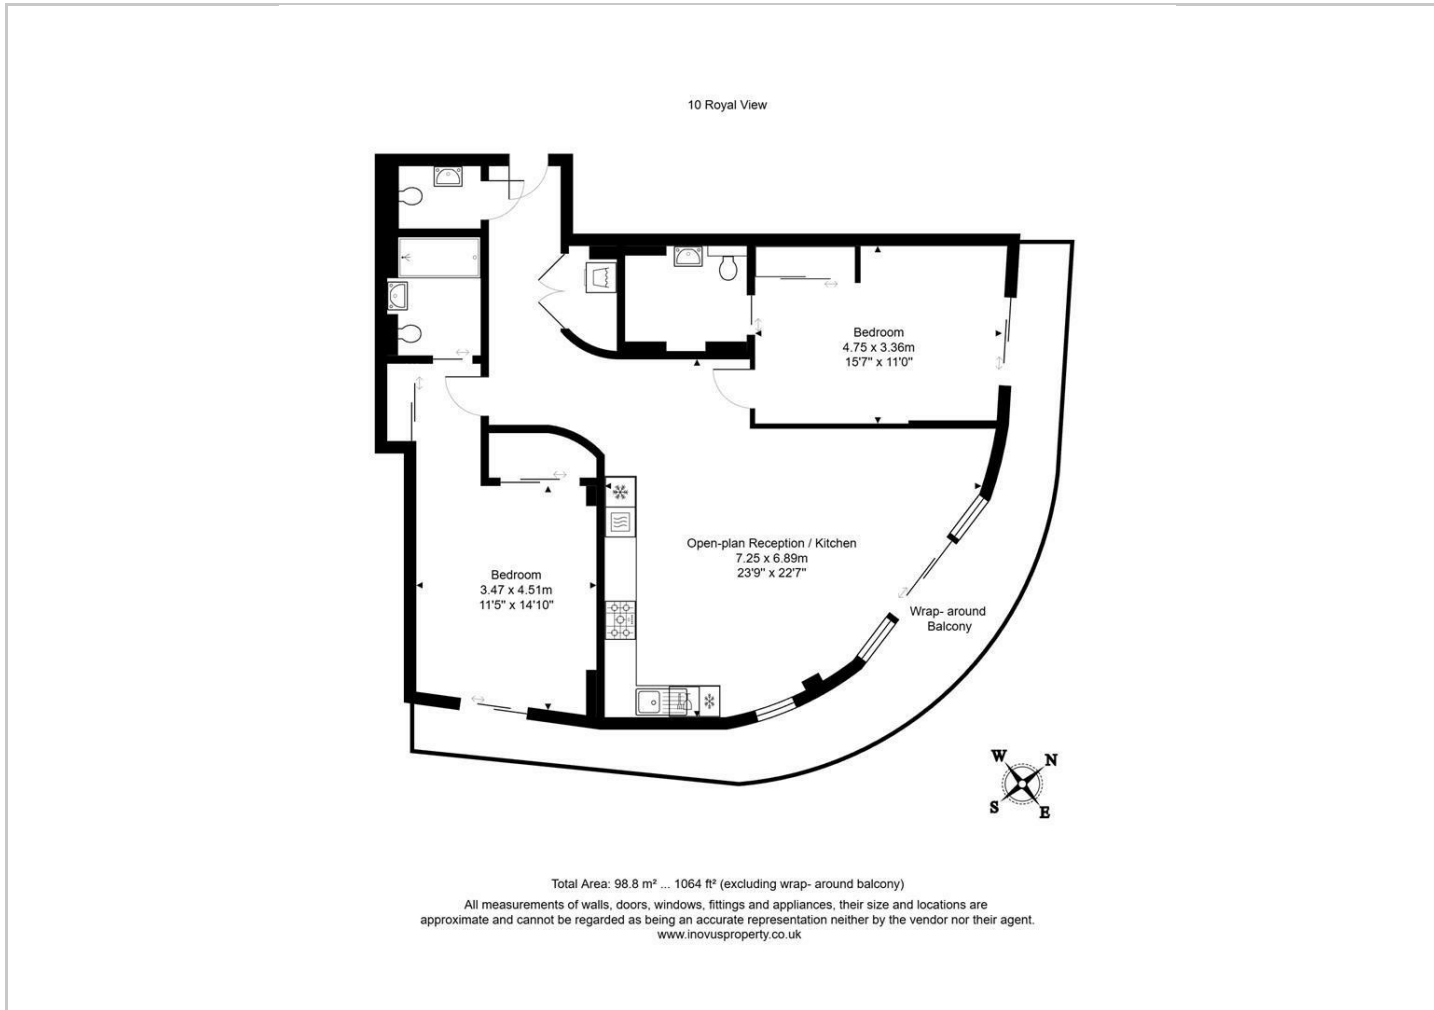 10 Royal View
Bedroom
4.75 x 3.36m
15'7" x 11'0"
Open-plan Reception / Kitchen
7.25 x 6.89m
23'9" x 22'7"
Bedroom
3.47 x 4.51m
11'5" x 14'10"
Wrap- around
Balcony
W
N
S
E
Total Area: 98.8 m² ... 1064 ft² (excluding wrap- around balcony)
All measurements of walls, doors, windows, fittings and appliances, their size and locations are
approximate and cannot be regarded as being an accurate representation neither by the vendor nor their agent.
www.inovusproperty.co.uk